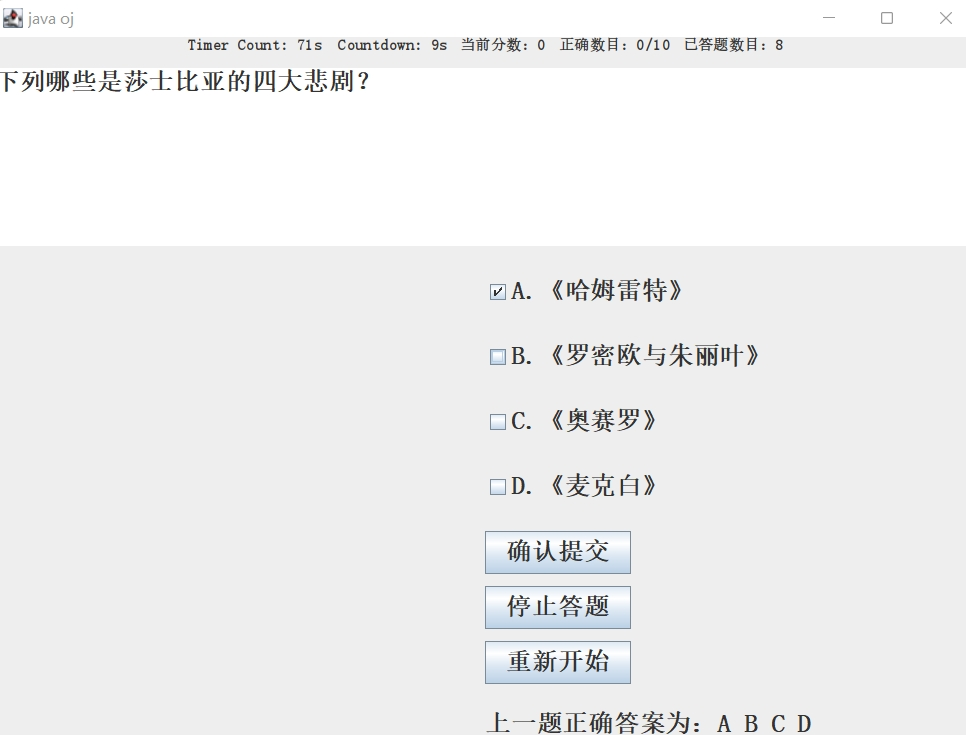 java oj
Timer Count: 71s Countdown: 9s 当前分数: 0 正确数目: 0/10 已答题数目: 8
下列哪些是莎士比亚的四大悲剧?
A. 《哈姆雷特》
B. 《罗密欧与朱丽叶》
C. 《奥赛罗》
D. 《麦克白》
确认提交
停止答题
重新开始
上一题正确答案为: A B C D